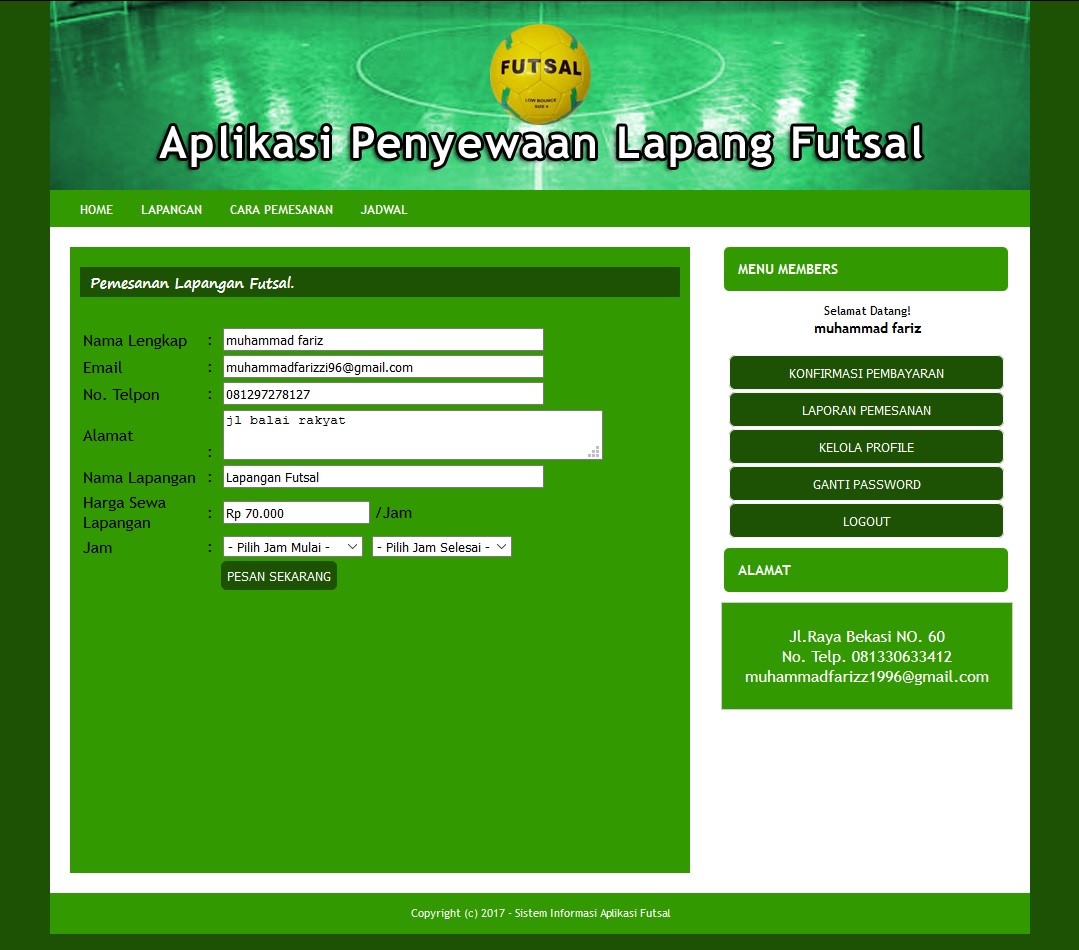 FUTSAL
LOW BOUNCE
SIZE 4
Aplikasi Penyewaan Lapang Futsal
HOME LAPANGAN CARA PEMESANAN JADWAL
Pemesanan Lapangan Futsal.
Nama Lengkap : muhammad fariz
Email : muhammadfarizzi96@gmail.com
No. Telpon : 081297278127
Alamat : jl balai rakyat
Nama Lapangan : Lapangan Futsal
Harga Sewa
Lapangan : Rp 70.000 /Jam
Jam : - Pilih Jam Mulai - - Pilih Jam Selesai -
PESAN SEKARANG
MENU MEMBERS
Selamat Datang!
muhammad fariz
KONFIRMASI PEMBAYARAN
LAPORAN PEMESANAN
KELOLA PROFILE
GANTI PASSWORD
LOGOUT
ALAMAT
Jl.Raya Bekasi NO. 60
No. Telp. 081330633412
muhammadfarizz1996@gmail.com
Copyright (c) 2017 - Sistem Informasi Aplikasi Futsal